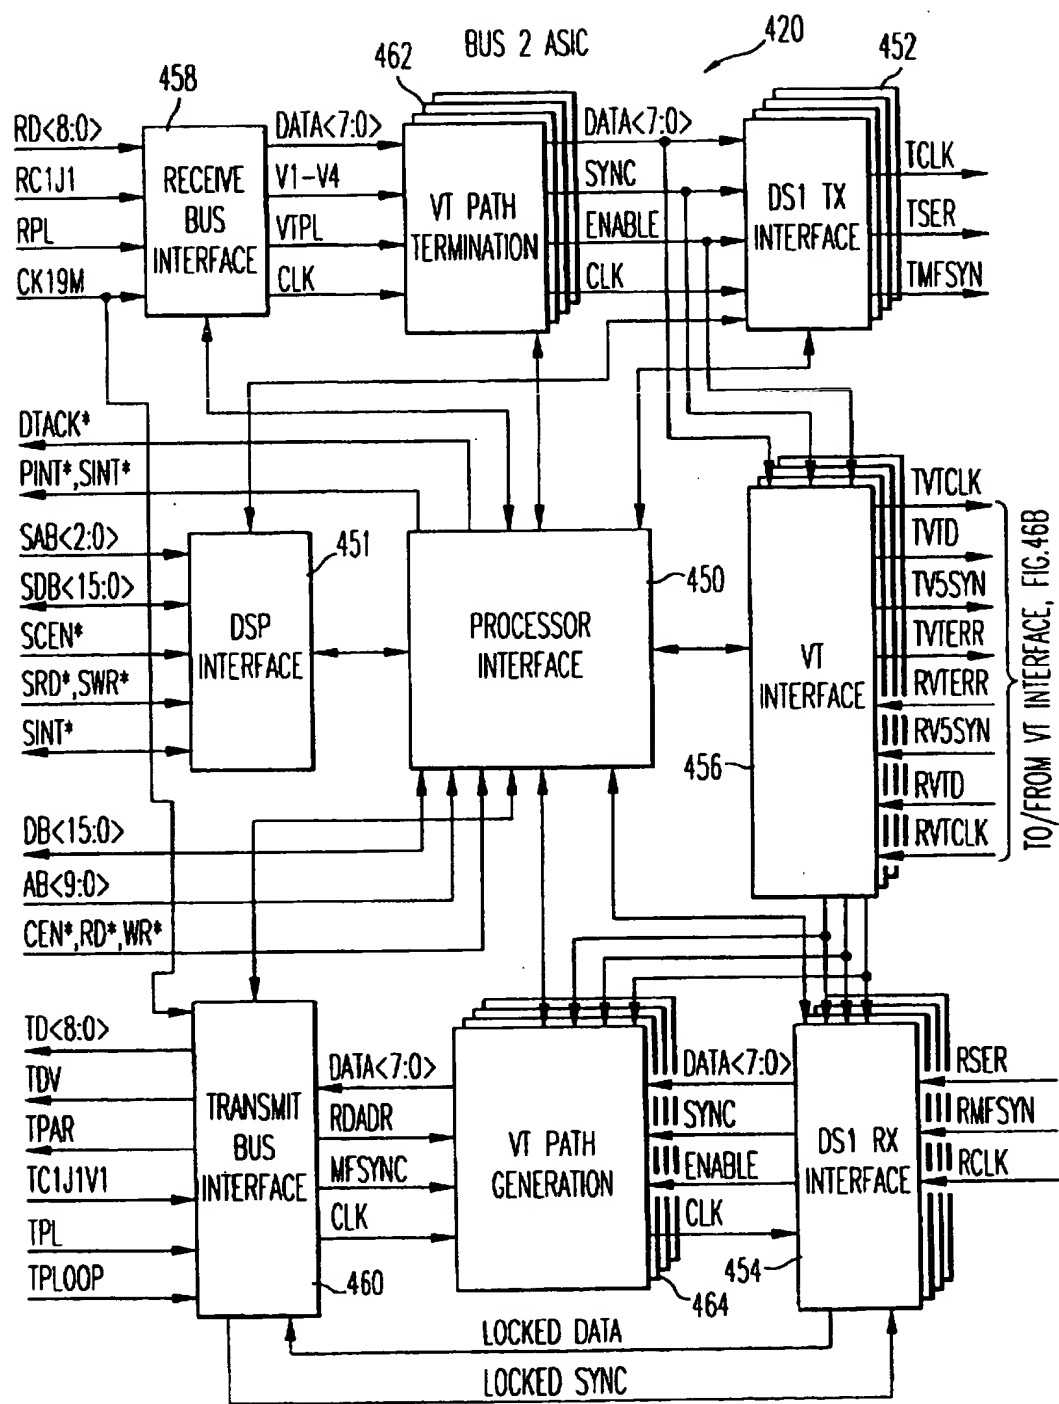 BUS 2 ASIC
420
458
462
452
RD<8:0>
RC1J1
RPL
CK19M
RECEIVE
BUS
INTERFACE
DATA<7:0>
V1-V4
VTPL
CLK
VT PATH
TERMINATION
DATA<7:0>
SYNC
ENABLE
CLK
DS1 TX
INTERFACE
TCLK
TSER
TMFSYN
DTACK*
PINT*,SINT*
SAB<2:0>
SDB<15:0>
SCEN*
SRD*,SWR*
SINT*
451
DSP
INTERFACE
450
PROCESSOR
INTERFACE
VT
INTERFACE
456
TVTCLK
TVTD
TV5SYN
TVTERR
RVTERR
RV5SYN
RVTD
RVTCLK
TO/FROM VT INTERFACE, FIG.46B
DB<15:0>
AB<9:0>
CEN*,RD*,WR*
TD<8:0>
TDV
TPAR
TC1J1V1
TPL
TPLOOP
TRANSMIT
BUS
INTERFACE
460
DATA<7:0>
RDADR
MFSYNC
CLK
VT PATH
GENERATION
464
DATA<7:0>
SYNC
ENABLE
CLK
DS1 RX
INTERFACE
454
RSER
RMFSYN
RCLK
LOCKED DATA
LOCKED SYNC